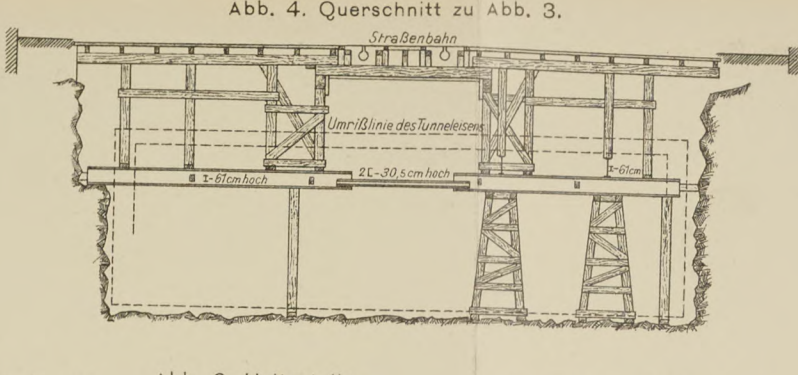 Abb. 4. Querschnitt zu Abb. 3.
Straßenbahn
Umrißlinie des Tunneleisens
I-61cm hoch
2[-30,5cm hoch
I-61cm